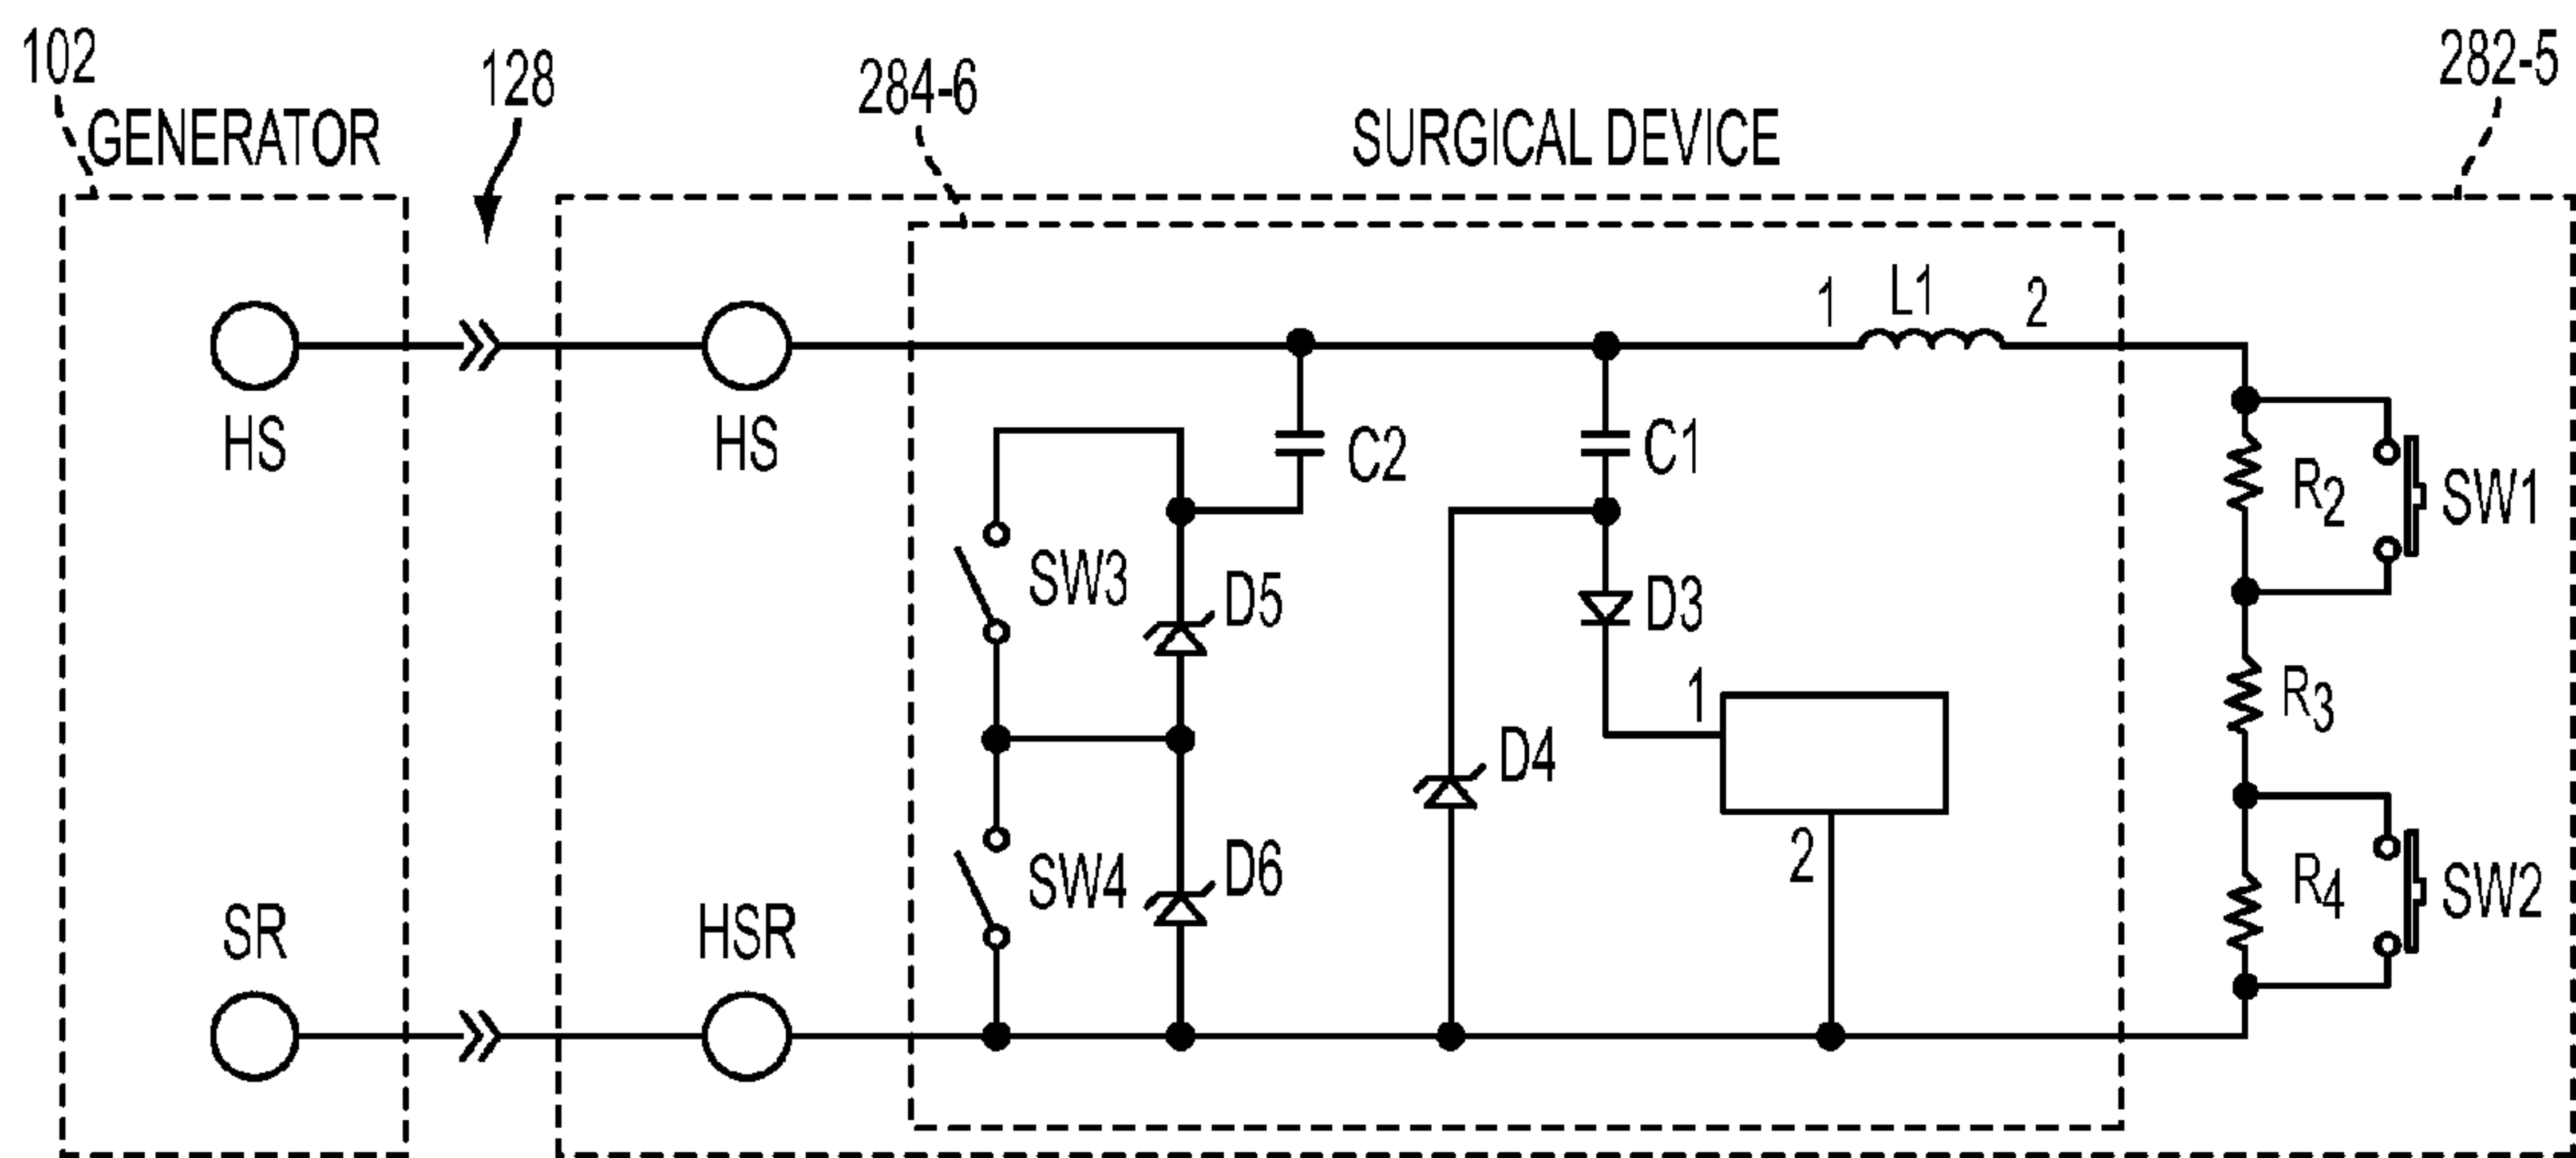 102
128
284-6
282-5
GENERATOR
SURGICAL DEVICE
1
L1
2
HS
HS
C2
C1
R2
SW1
SW3
D5
D3
R3
1
D4
SW4
D6
2
R4
SW2
SR
HSR